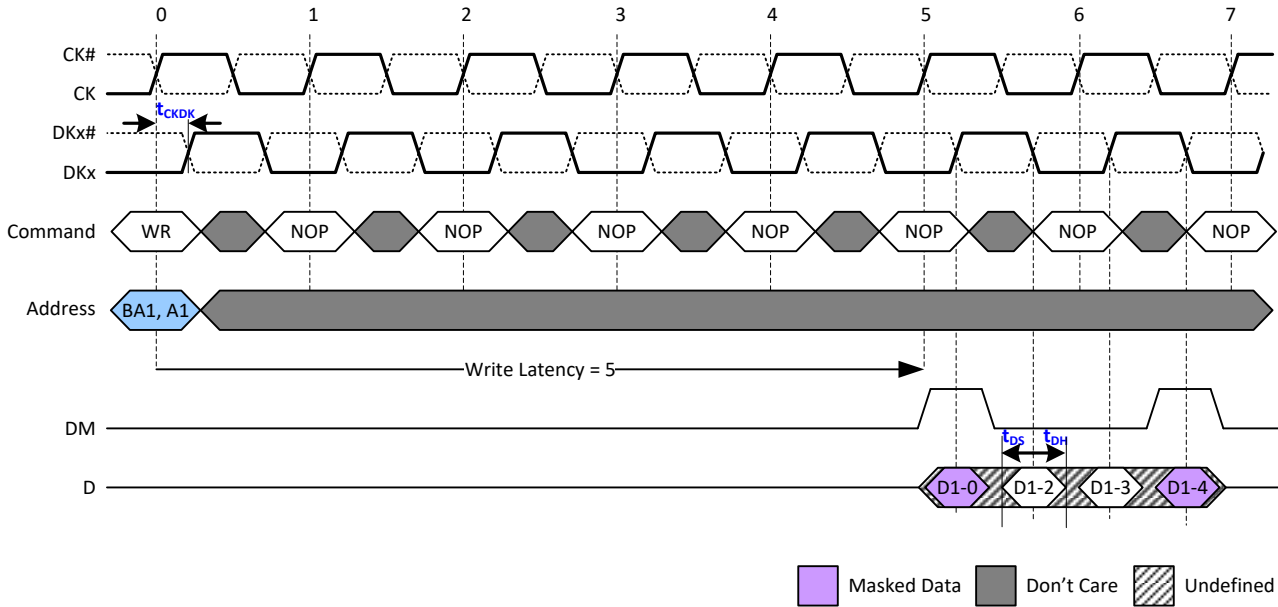 0 1 2 3 4 5 6 7
CK#
CK
tCKDK
DKx#
DKx
Command WR NOP NOP NOP NOP NOP NOP NOP
Address BA1, A1
Write Latency = 5
DM
tDS tDH
D D1-0 D1-2 D1-3 D1-4
Masked Data Don't Care Undefined